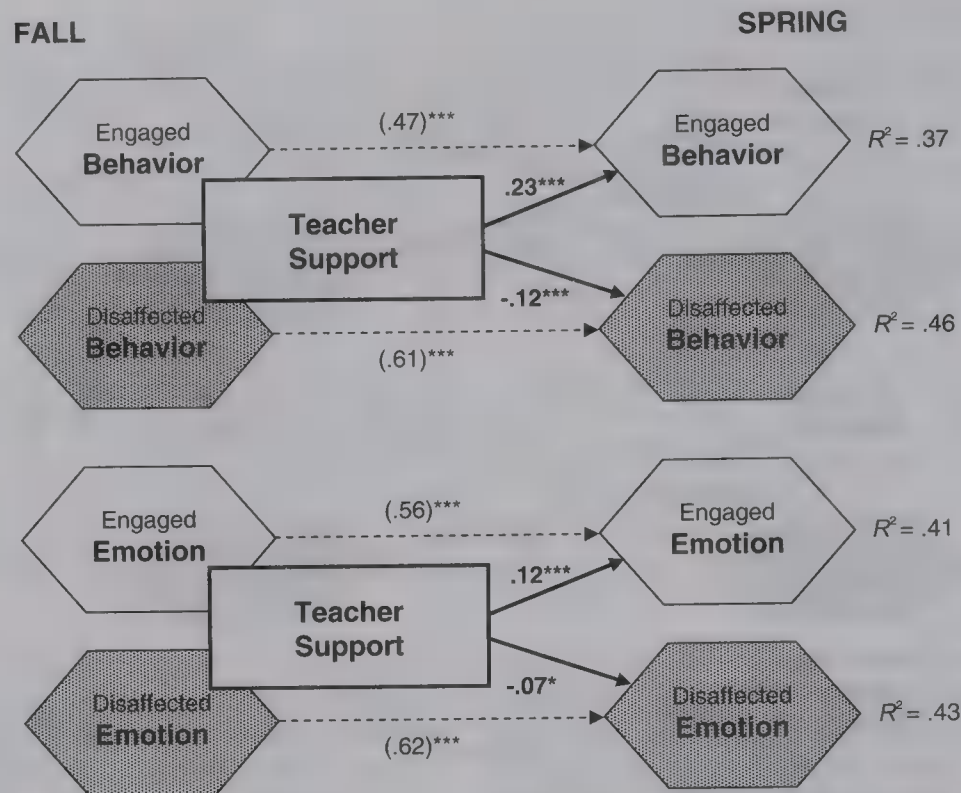 FALL
SPRING
Engaged
Behavior
(.47)***
Engaged
Behavior
R² = .37
Teacher
Support
.23***
-.12***
Disaffected
Behavior
(.61)***
Disaffected
Behavior
R² = .46
Engaged
Emotion
(.56)***
Engaged
Emotion
R² = .41
Teacher
Support
.12***
-.07*
Disaffected
Emotion
(.62)***
Disaffected
Emotion
R² = .43